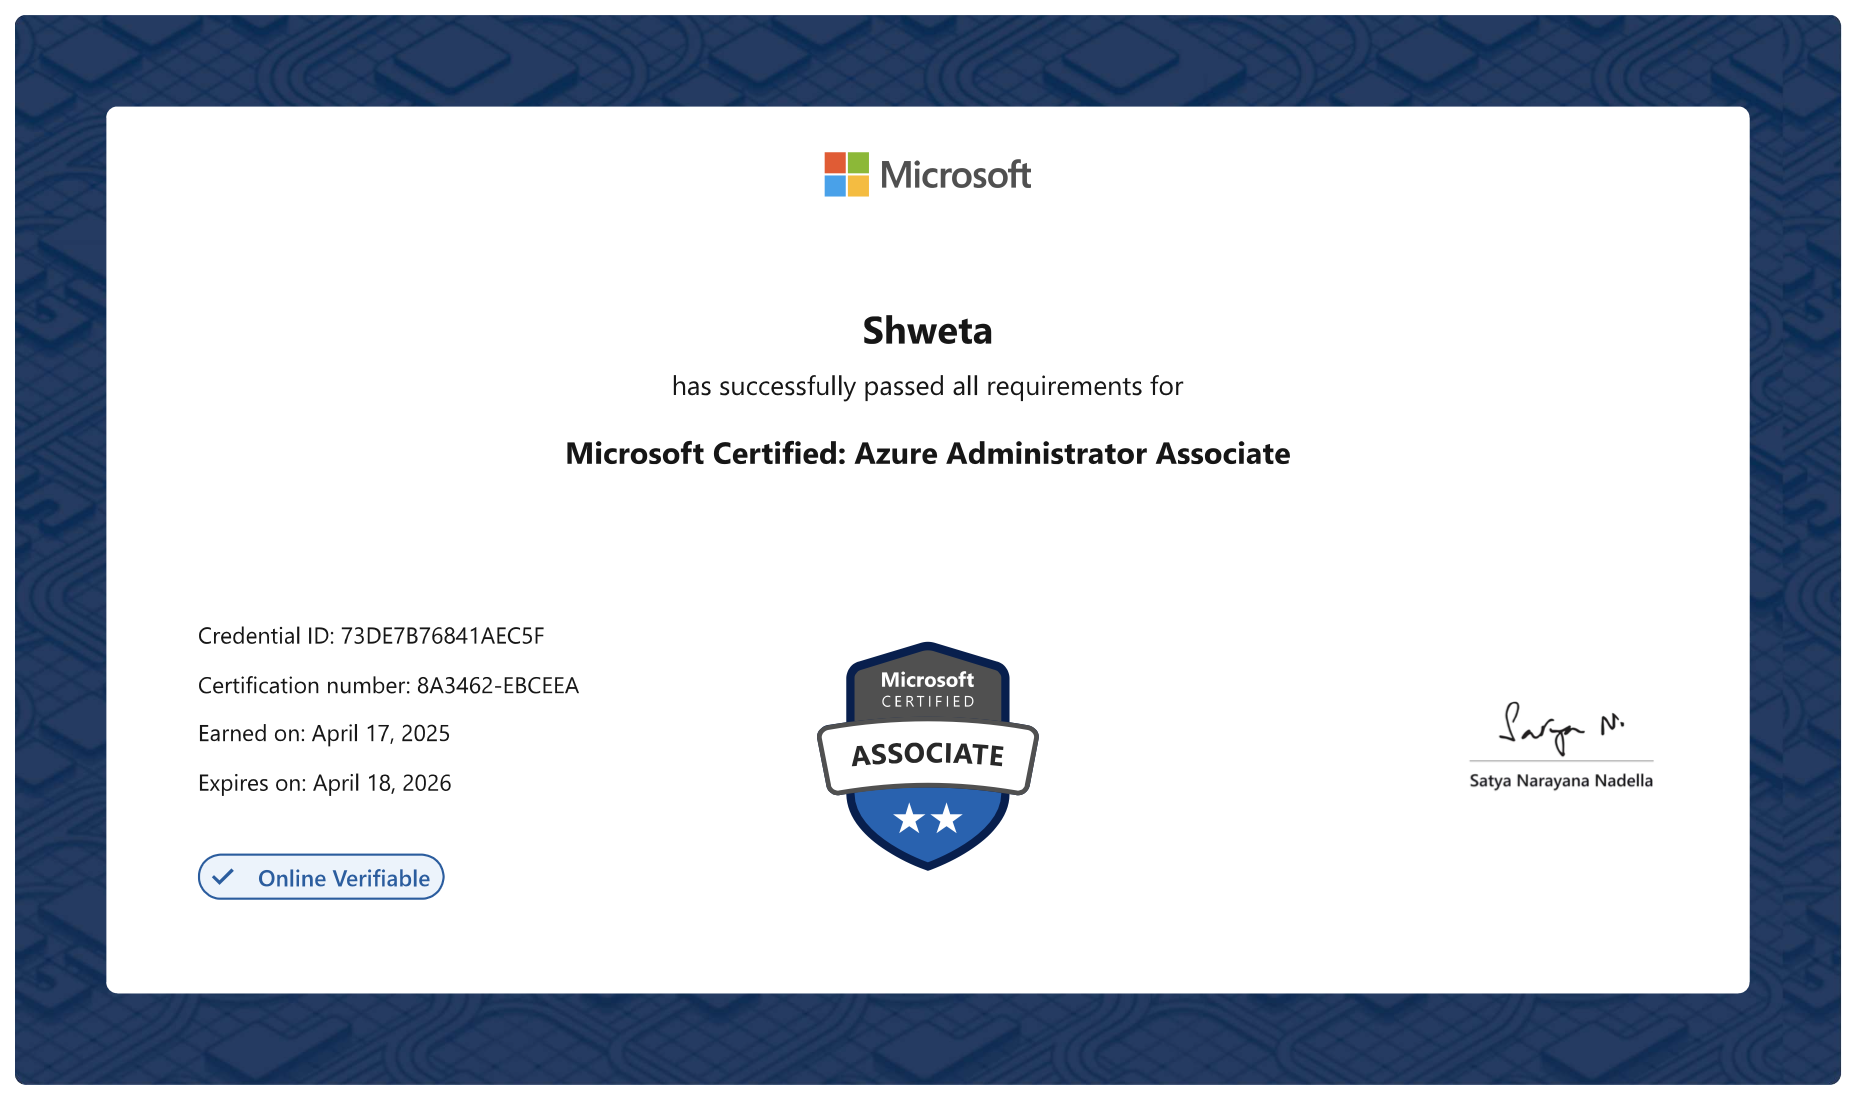 Microsoft
Shweta
has successfully passed all requirements for
Microsoft Certified: Azure Administrator Associate
Credential ID: 73DE7B76841AEC5F
Certification number: 8A3462-EBCEEA
Earned on: April 17, 2025
Expires on: April 18, 2026
Online Verifiable
Microsoft
CERTIFIED
ASSOCIATE
Satya N.
Satya Narayana Nadella